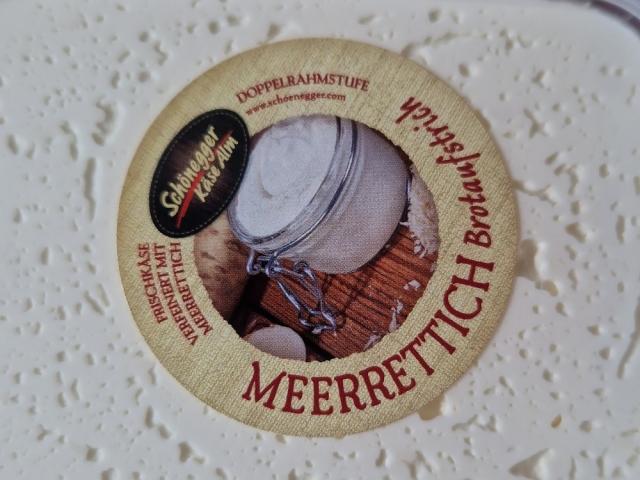 DOPPELRAHMSTUFE
www.schoenegger.com
Schönegger
Käse Alm
FRISCHKÄSE
VERFEINERT MIT
MEERRETTICH
MEERRETTICH Brotaufstrich